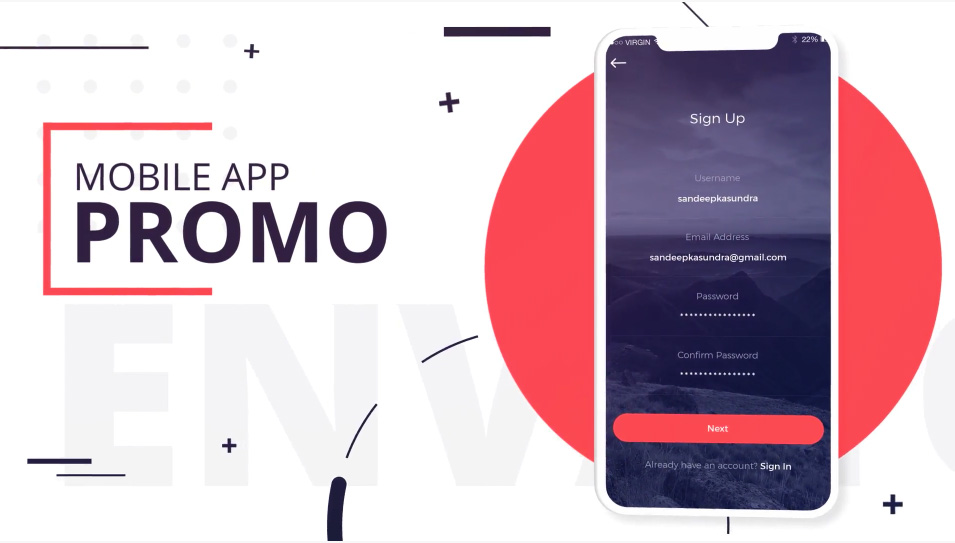 MOBILE APP
PROMO
VIRGIN
22%
Sign Up
Username
sandeepkasundra
Email Address
sandeepkasundra@gmail.com
Password
••••••••••••••••
Confirm Password
••••••••••••••••
Next
Already have an account? Sign In